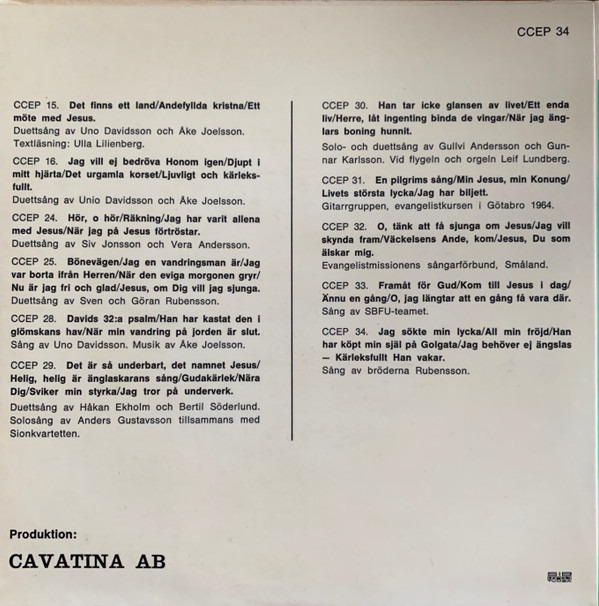 CCEP 34
CCEP 15. Det finns ett land/Andefyllda kristna/Ett
möte med Jesus.
Duettsång av Uno Davidsson och Åke Joelsson.
Textläsning: Ulla Lilienberg.
CCEP 16. Jag vill ej bedröva Honom igen/Djupt i
mitt hjärta/Det urgamla korset/Ljuvligt och kärleks-
fullt.
Duettsång av Unio Davidsson och Åke Joelsson.
CCEP 24. Hör, o hör/Räkning/Jag har varit allena
med Jesus/När jag på Jesus förtröstar.
Duettsång av Siv Jonsson och Vera Andersson.
CCEP 25. Bönevägen/Jag en vandringsman är/Jag
var borta ifrån Herren/När den eviga morgonen gryr/
Nu är jag fri och glad/Jesus, om Dig vill jag sjunga.
Duettsång av Sven och Göran Rubensson.
CCEP 28. Davids 32:a psalm/Han har kastat den i
glömskans hav/När min vandring på jorden är slut.
Sång av Uno Davidsson. Musik av Åke Joelsson.
CCEP 29. Det är så underbart, det namnet Jesus/
Helig, helig är änglaskarans sång/Gudakärlek/Nära
Dig/Sviker min styrka/Jag tror på underverk.
Duettsång av Håkan Ekholm och Bertil Söderlund.
Solosång av Anders Gustavsson tillsammans med
Sionkvartetten.
CCEP 30. Han tar icke glansen av livet/Ett enda
liv/Herre, låt ingenting binda de vingar/När jag äng-
lars boning hunnit.
Solo- och duettsång av Gullvi Andersson och Gun-
nar Karlsson. Vid flygeln och orgeln Leif Lundberg.
CCEP 31. En pilgrims sång/Min Jesus, min Konung/
Livets största lycka/Jag har biljett.
Gitarrgruppen, evangelistkursen i Götabro 1964.
CCEP 32. O, tänk att få sjunga om Jesus/Jag vill
skynda fram/Väckelsens Ande, kom/Jesus, Du som
älskar mig.
Evangelistmissionens sångarförbund, Småland.
CCEP 33. Framåt för Gud/Kom till Jesus i dag/
Ännu en gång/O, jag längtar att en gång få vara där.
Sång av SBFU-teamet.
CCEP 34. Jag sökte min lycka/All min fröjd/Han
har köpt min själ på Golgata/Jag behöver ej ängslas
— Kärleksfullt Han vakar.
Sång av bröderna Rubensson.
Produktion:
CAVATINA AB